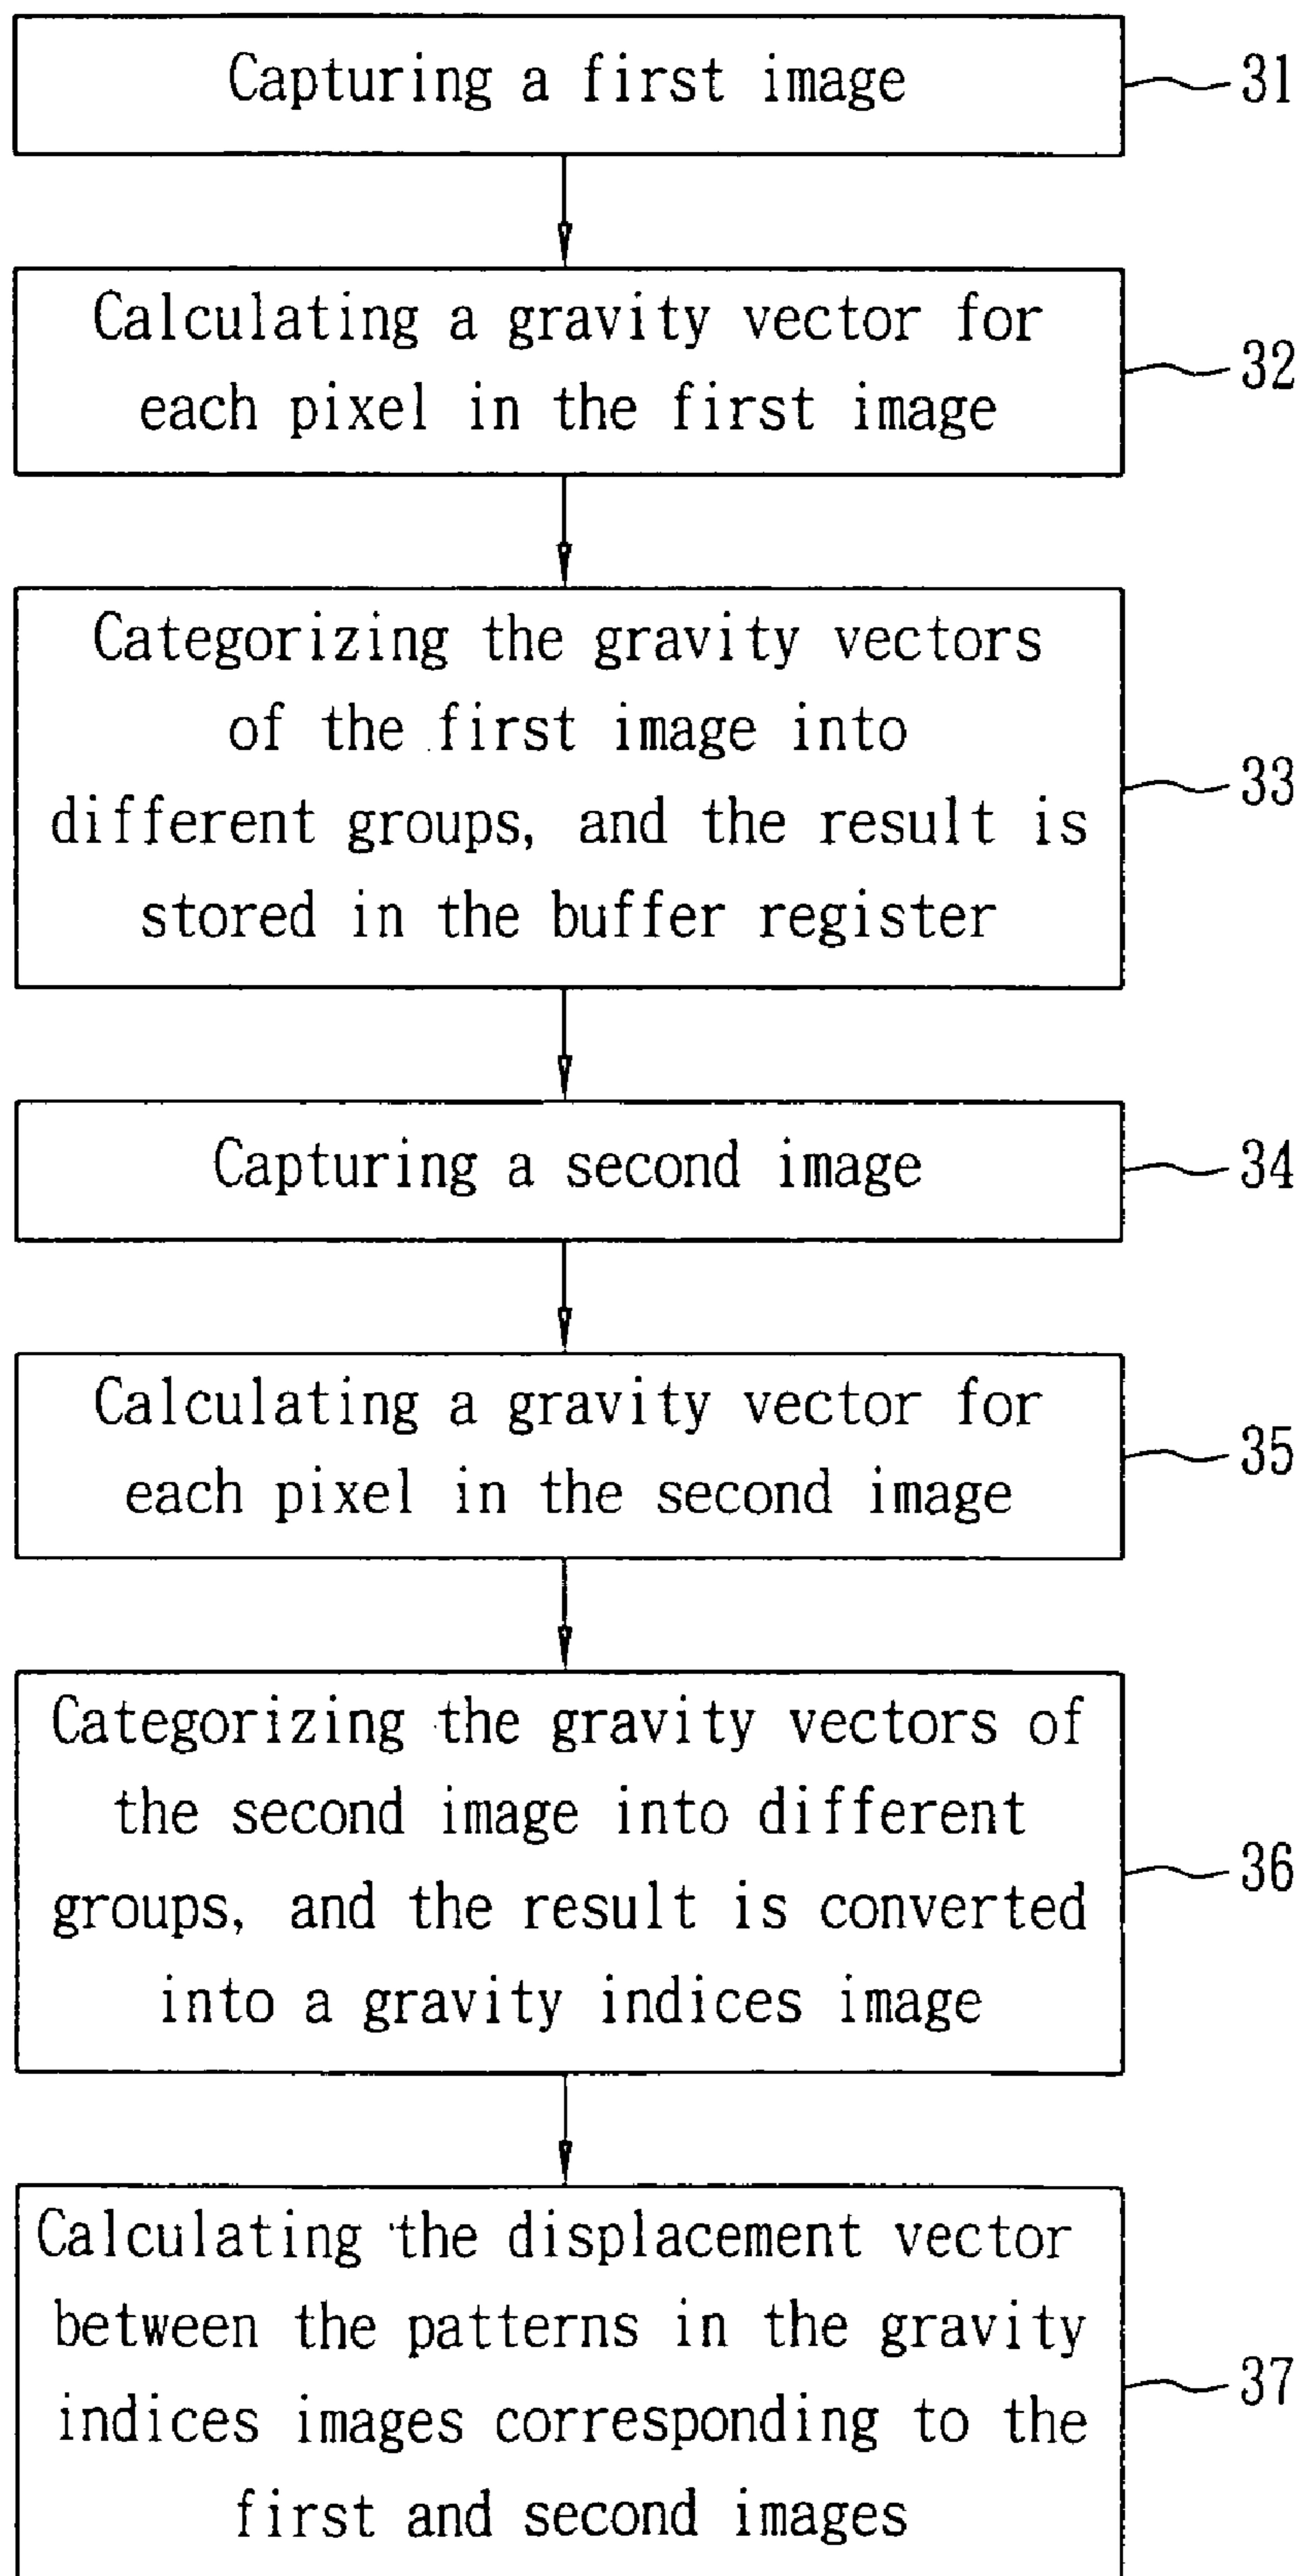 Capturing a first image
31
Calculating a gravity vector for
each pixel in the first image
32
Categorizing the gravity vectors
of the first image into
different groups, and the result is
stored in the buffer register
33
Capturing a second image
34
Calculating a gravity vector for
each pixel in the second image
35
Categorizing the gravity vectors of
the second image into different
groups, and the result is converted
into a gravity indices image
36
Calculating the displacement vector
between the patterns in the gravity
indices images corresponding to the
first and second images
37